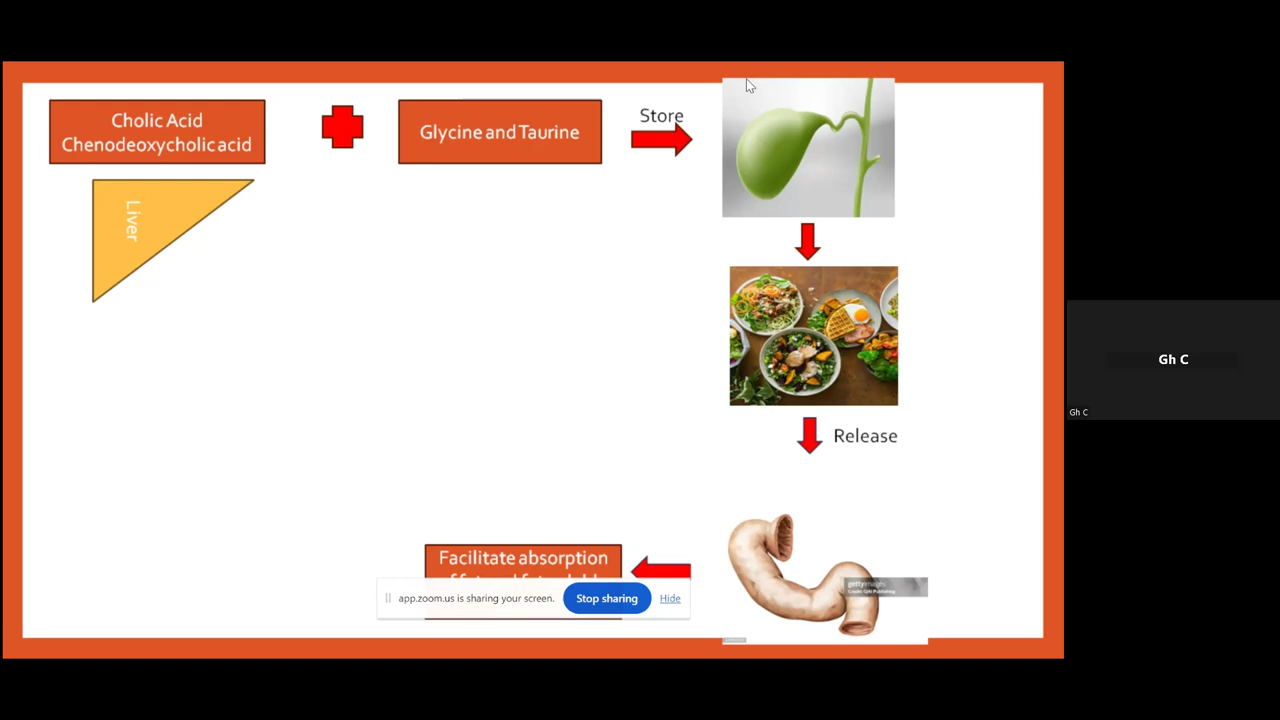 Cholic Acid
Chenodeoxycholic acid
Glycine and Taurine
Store
Liver
Release
Facilitate absorption
app.zoom.us is sharing your screen.
Stop sharing
Hide
gettyimages
Gh C
Gh C